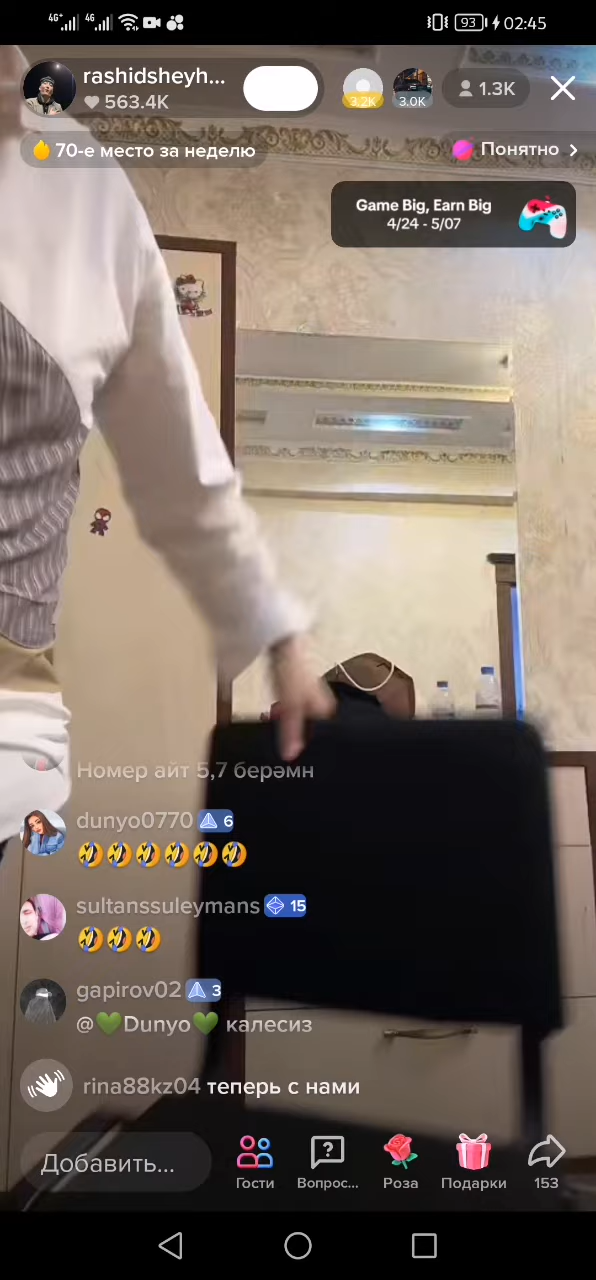 4G+
4G
93
02:45
rashidsheyh...
563.4K
3.2K
3.0K
1.3K
70-е место за неделю
Понятно
Game Big, Earn Big
4/24 - 5/07
Номер айт 5,7 берәмн
dunyo0770 6
sultanssuleymans 15
gapirov02 3
@💚Dunyo💚 калесиз
rina88kz04 теперь с нами
Добавить...
Гости
Вопрос...
Роза
Подарки
153